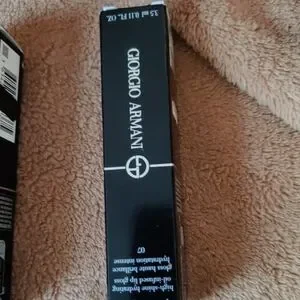 3.5 ml 0.11 FL. OZ.
GIORGIO ARMANI
07
high-shine hydrating
oil-infused lip gloss
gloss haute brillance
hydratation intense